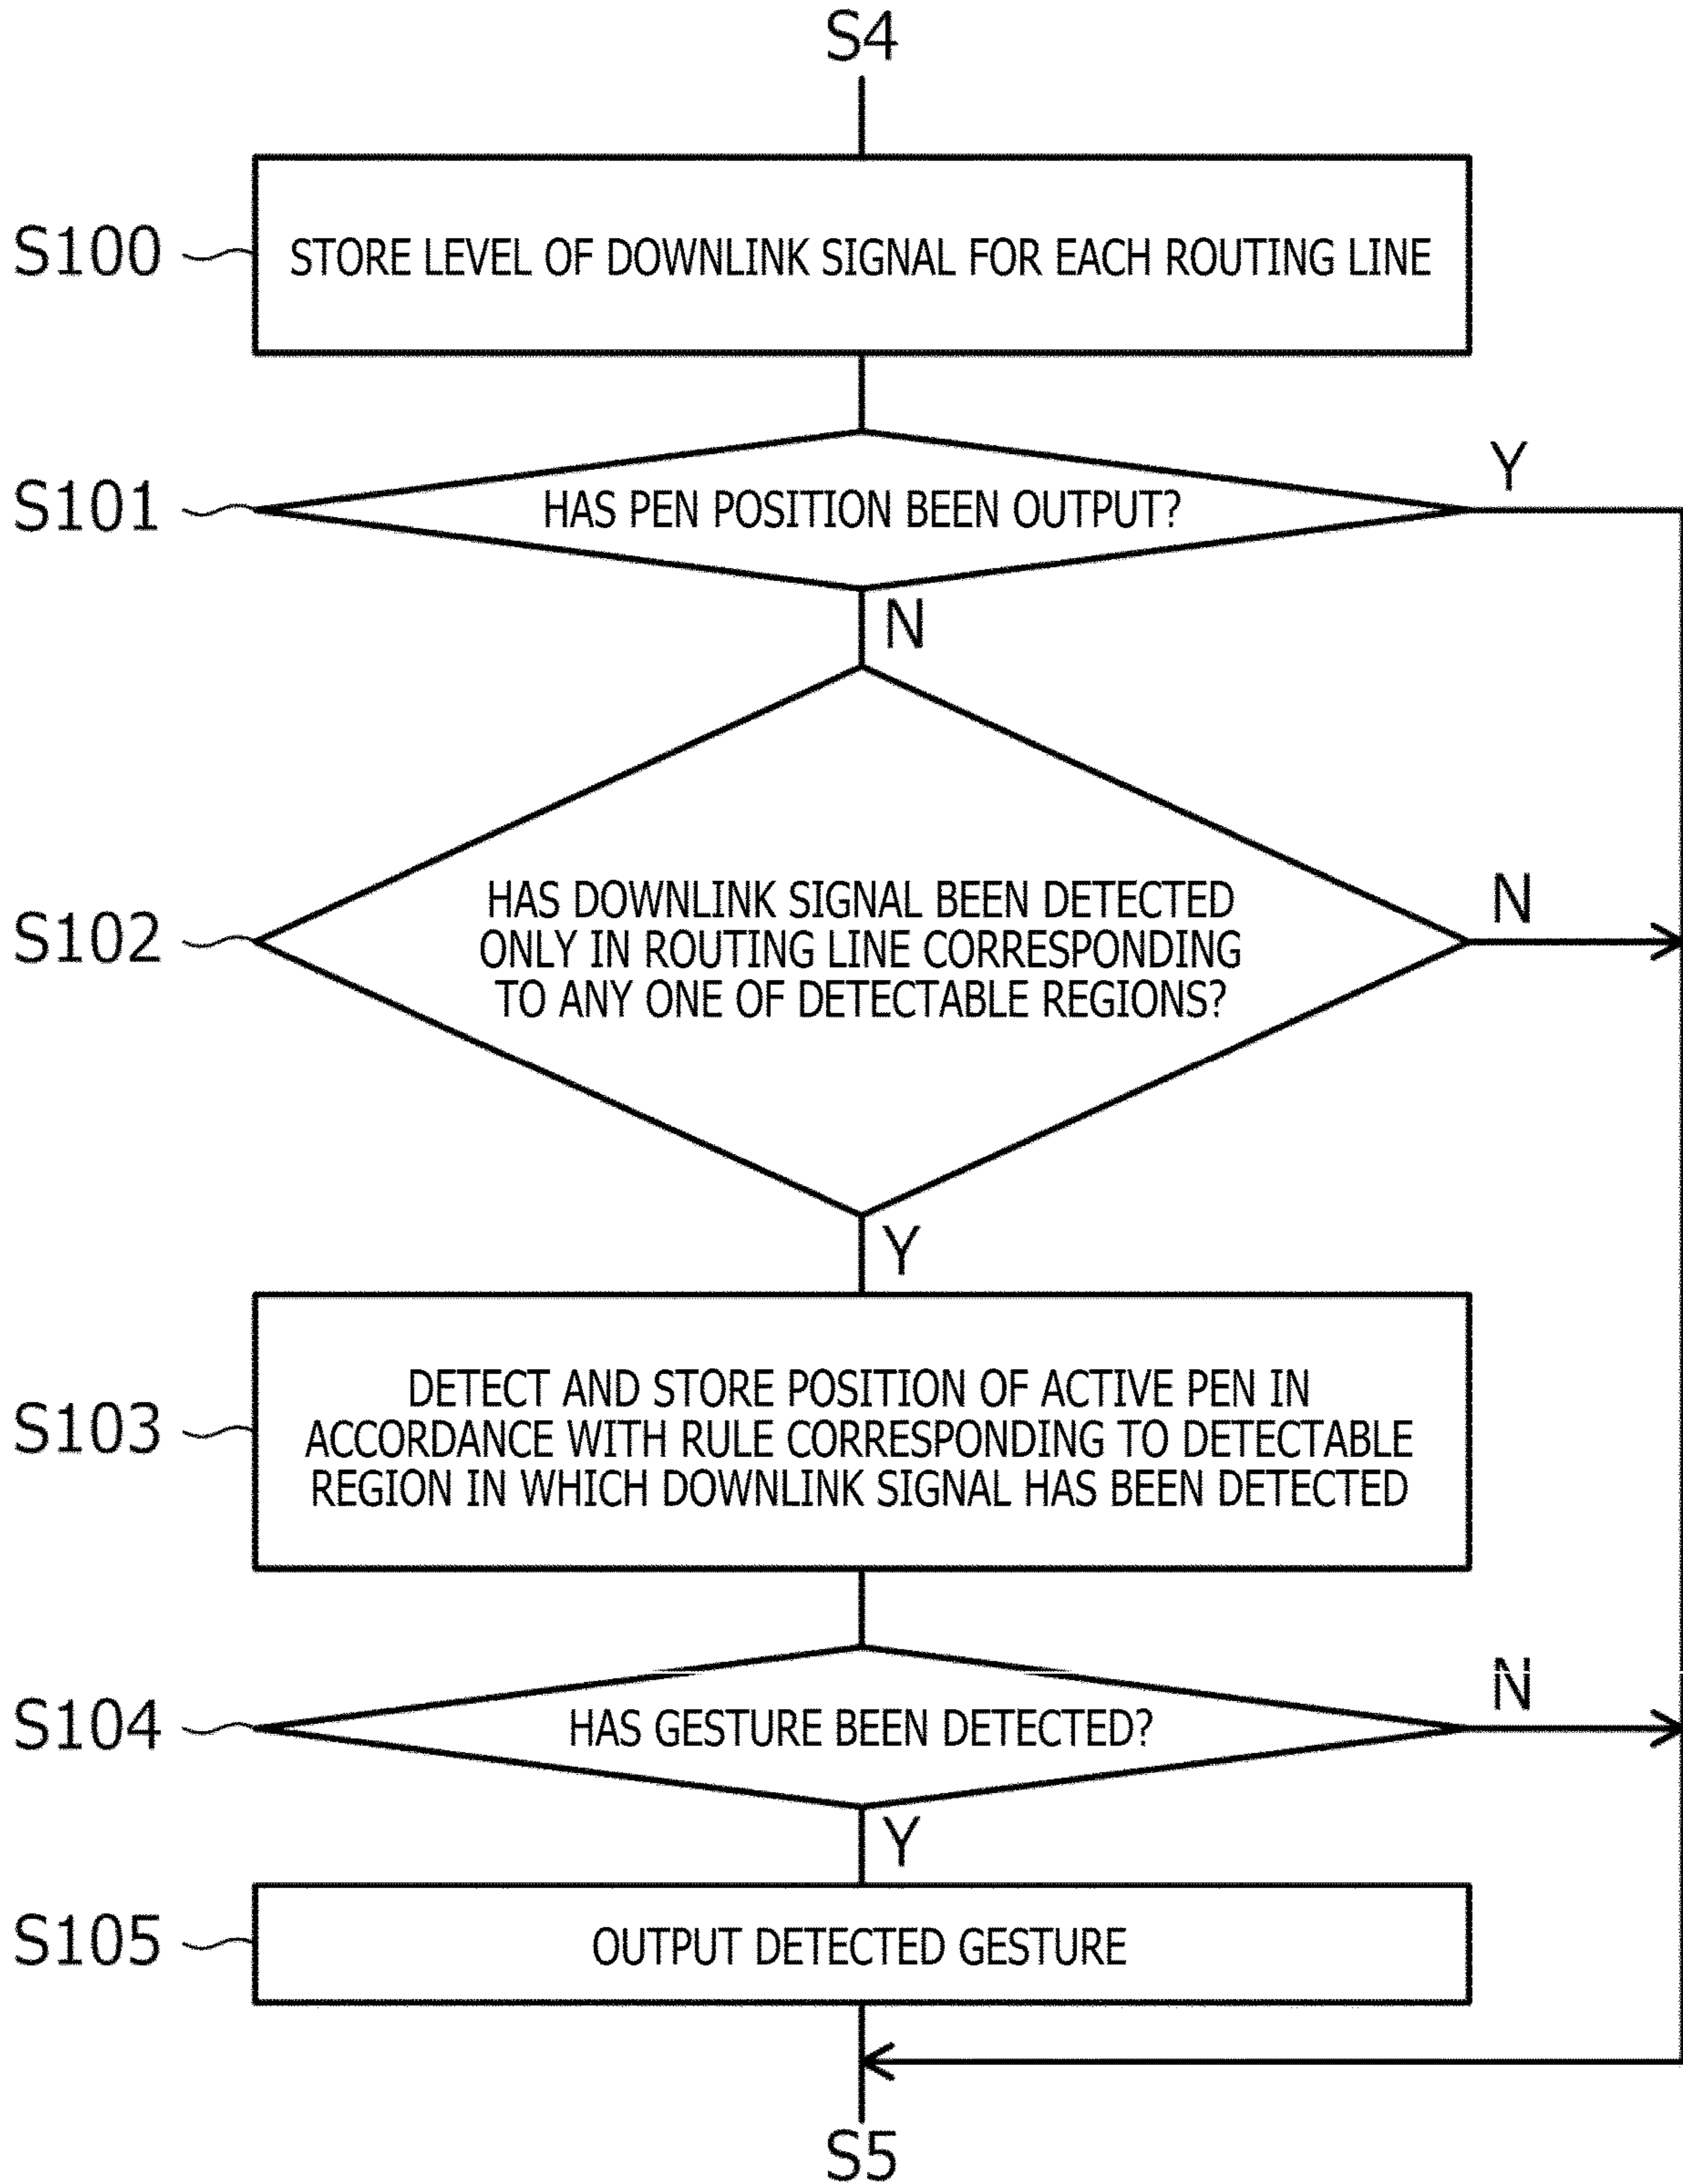 S4
S100
STORE LEVEL OF DOWNLINK SIGNAL FOR EACH ROUTING LINE
S101
HAS PEN POSITION BEEN OUTPUT?
Y
N
S102
HAS DOWNLINK SIGNAL BEEN DETECTED
ONLY IN ROUTING LINE CORRESPONDING
TO ANY ONE OF DETECTABLE REGIONS?
N
Y
S103
DETECT AND STORE POSITION OF ACTIVE PEN IN
ACCORDANCE WITH RULE CORRESPONDING TO DETECTABLE
REGION IN WHICH DOWNLINK SIGNAL HAS BEEN DETECTED
S104
HAS GESTURE BEEN DETECTED?
N
Y
S105
OUTPUT DETECTED GESTURE
S5